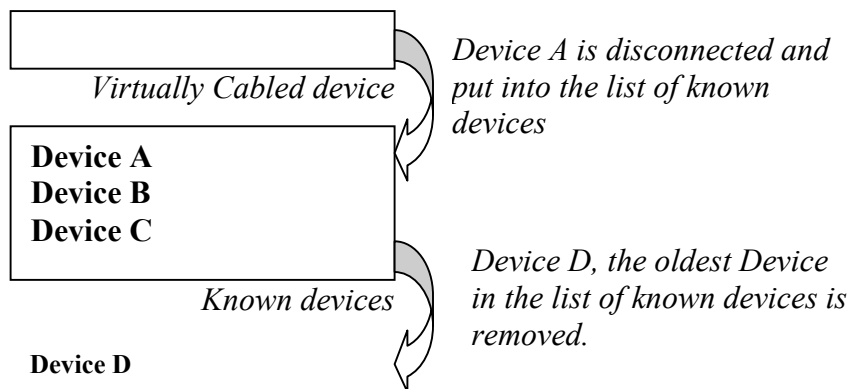 Device A is disconnected and
put into the list of known
devices
Virtually Cabled device
Device A
Device B
Device C
Known devices
Device D, the oldest Device
in the list of known devices is
removed.
Device D